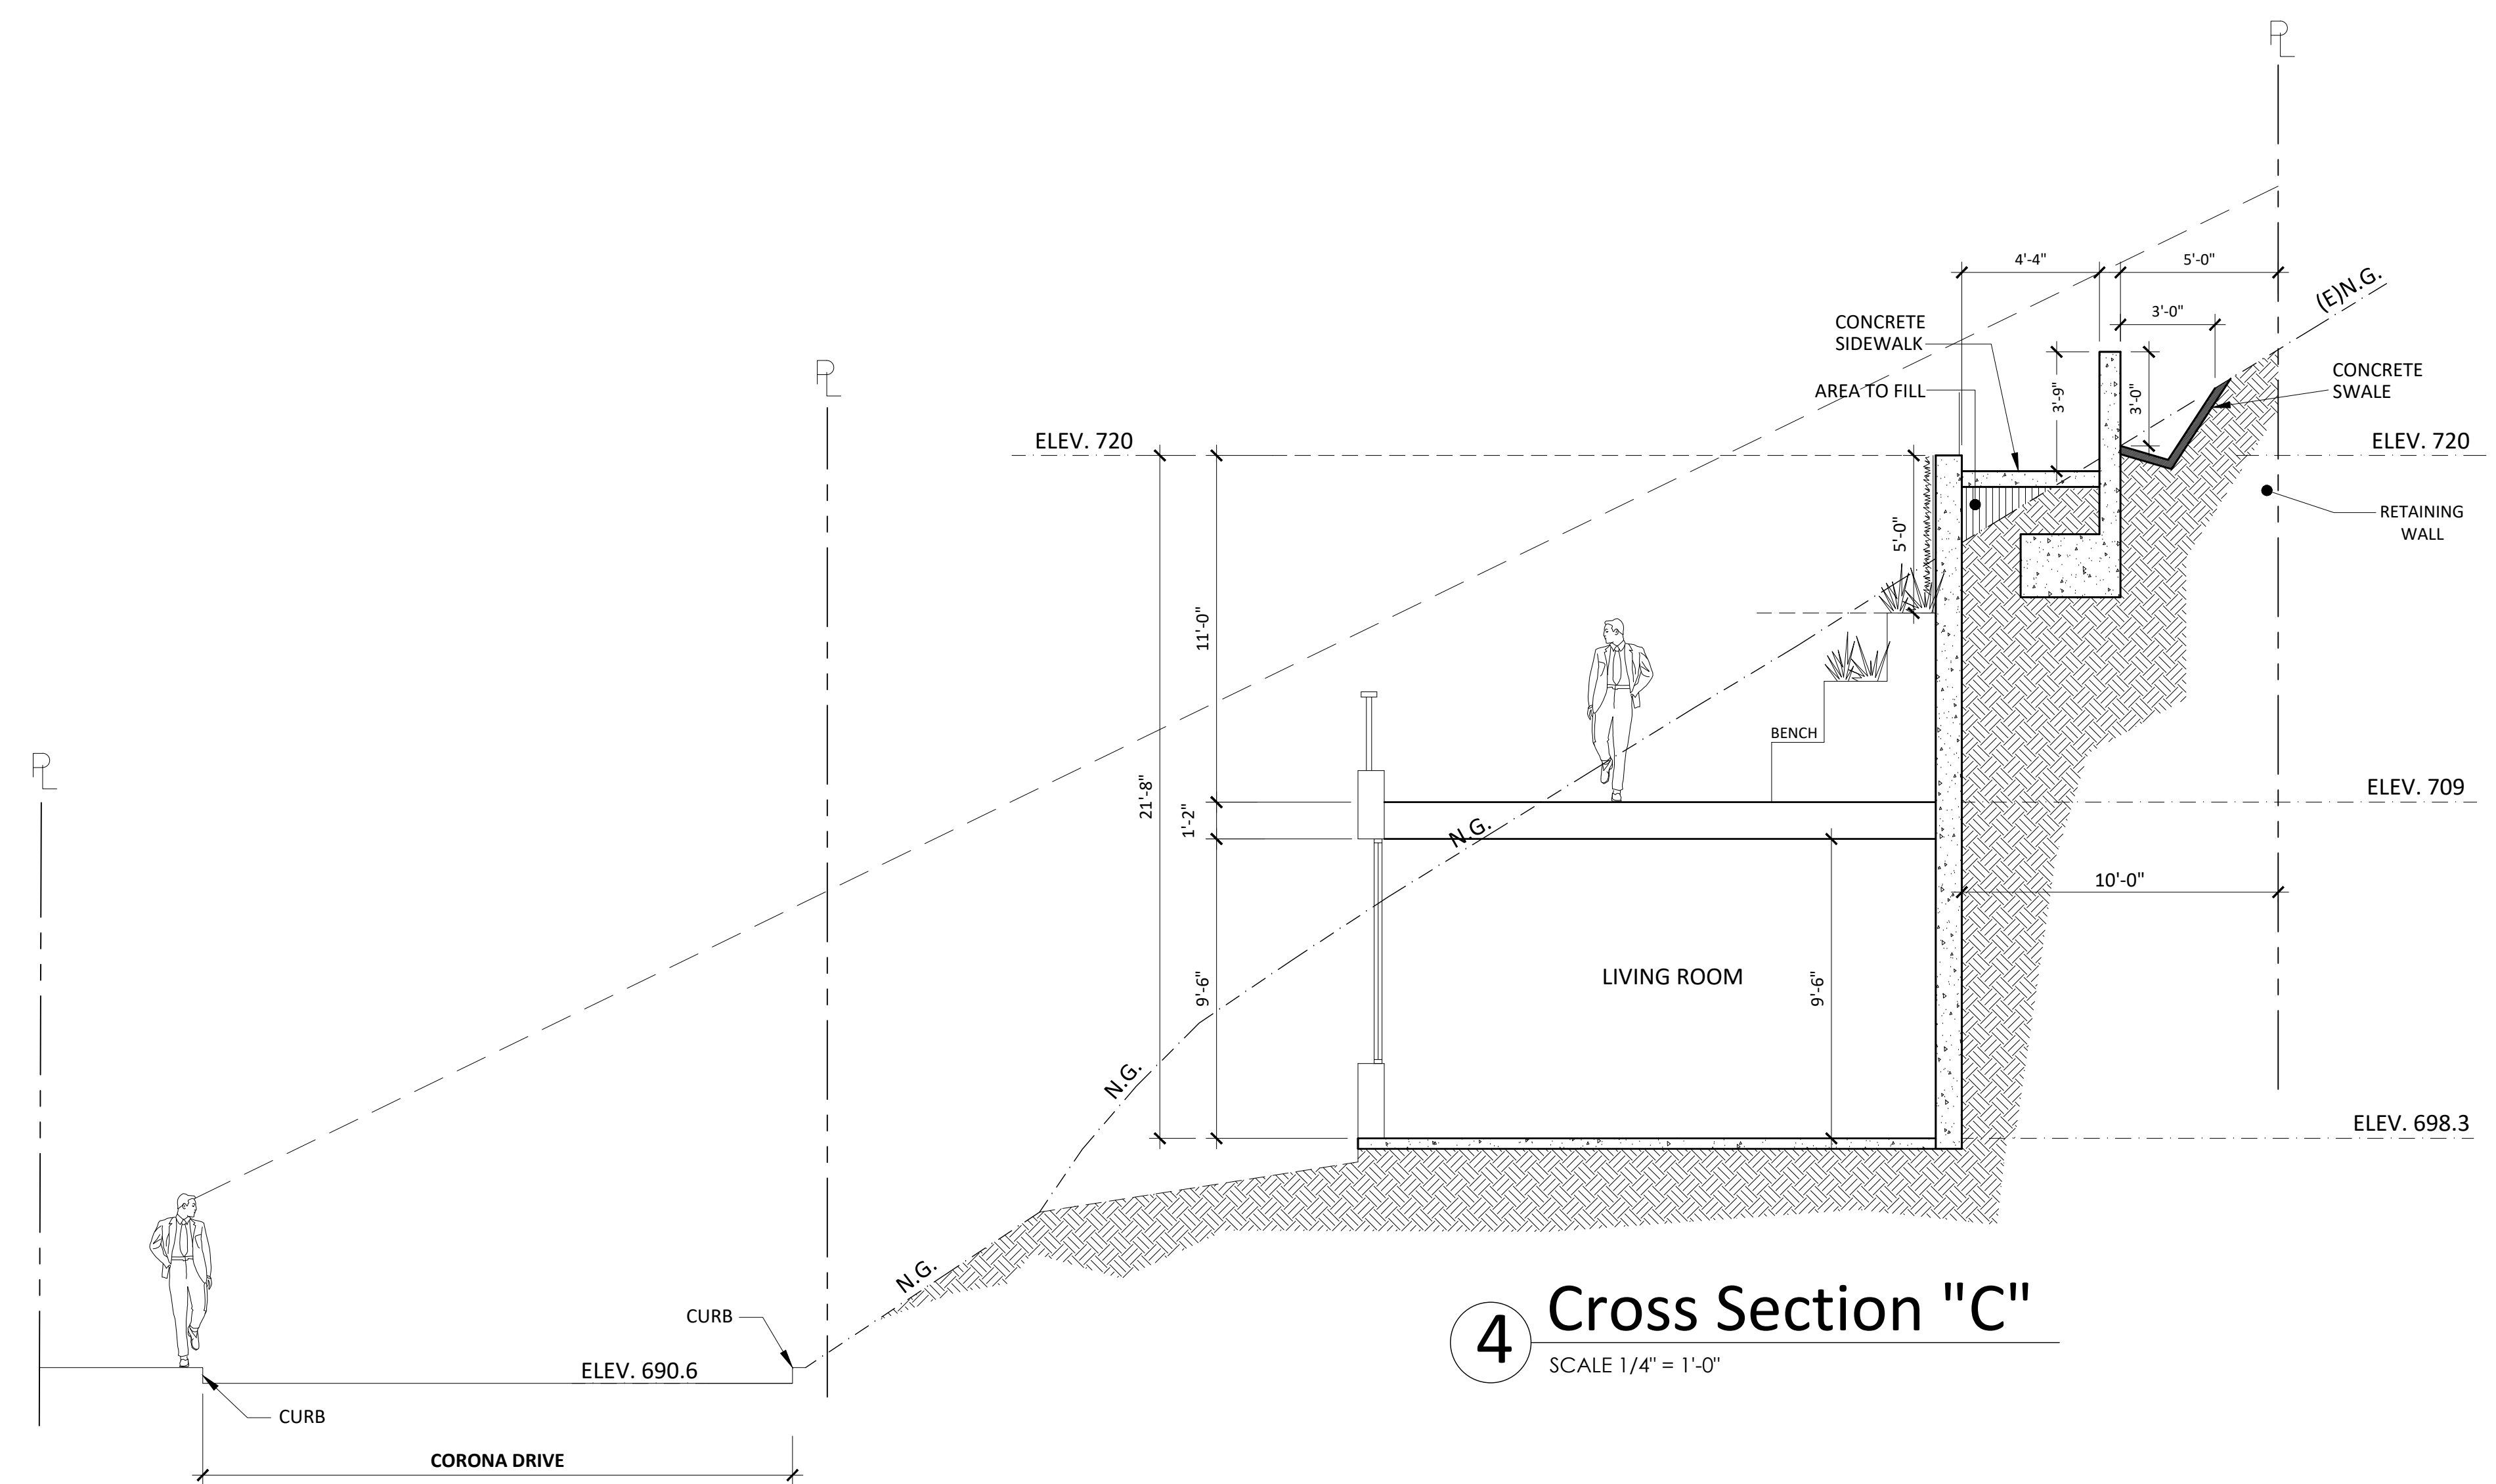 PL
4'-4"
5'-0"
(E)N.G.
3'-0"
CONCRETE
SIDEWALK
AREA TO FILL
3'-9"
3'-0"
CONCRETE
SWALE
PL
ELEV. 720
ELEV. 720
5'-0"
RETAINING
WALL
11'-0"
BENCH
PL
21'-8"
1'-2"
N.G.
ELEV. 709
10'-0"
9'-6"
LIVING ROOM
9'-6"
N.G.
ELEV. 698.3
N.G.
CURB
ELEV. 690.6
CURB
CORONA DRIVE
4
Cross Section "C"
SCALE 1/4" = 1'-0"